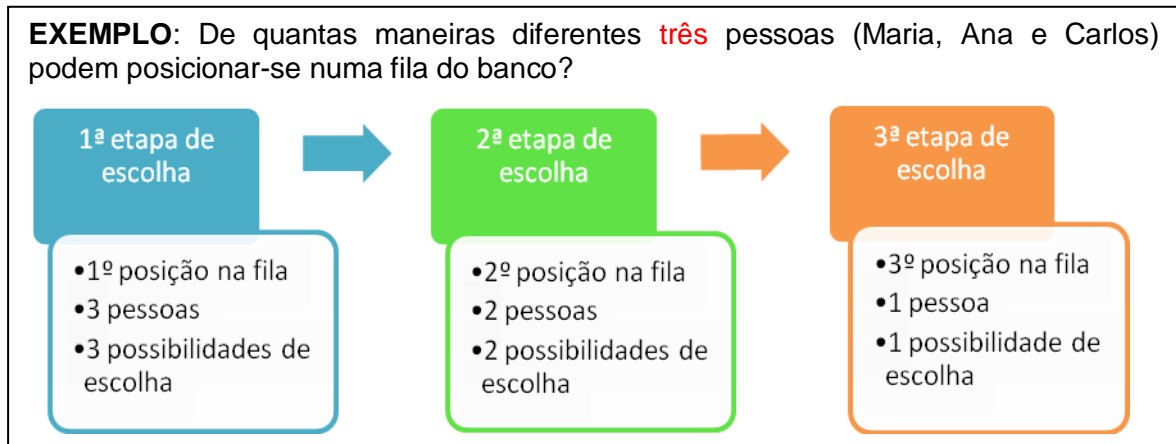 EXEMPLO: De quantas maneiras diferentes três pessoas (Maria, Ana e Carlos)
podem posicionar-se numa fila do banco?
1ª etapa de
escolha
•1º posição na fila
•3 pessoas
•3 possibilidades de
escolha
2ª etapa de
escolha
•2º posição na fila
•2 pessoas
•2 possibilidades de
escolha
3ª etapa de
escolha
•3º posição na fila
•1 pessoa
•1 possibilidade de
escolha